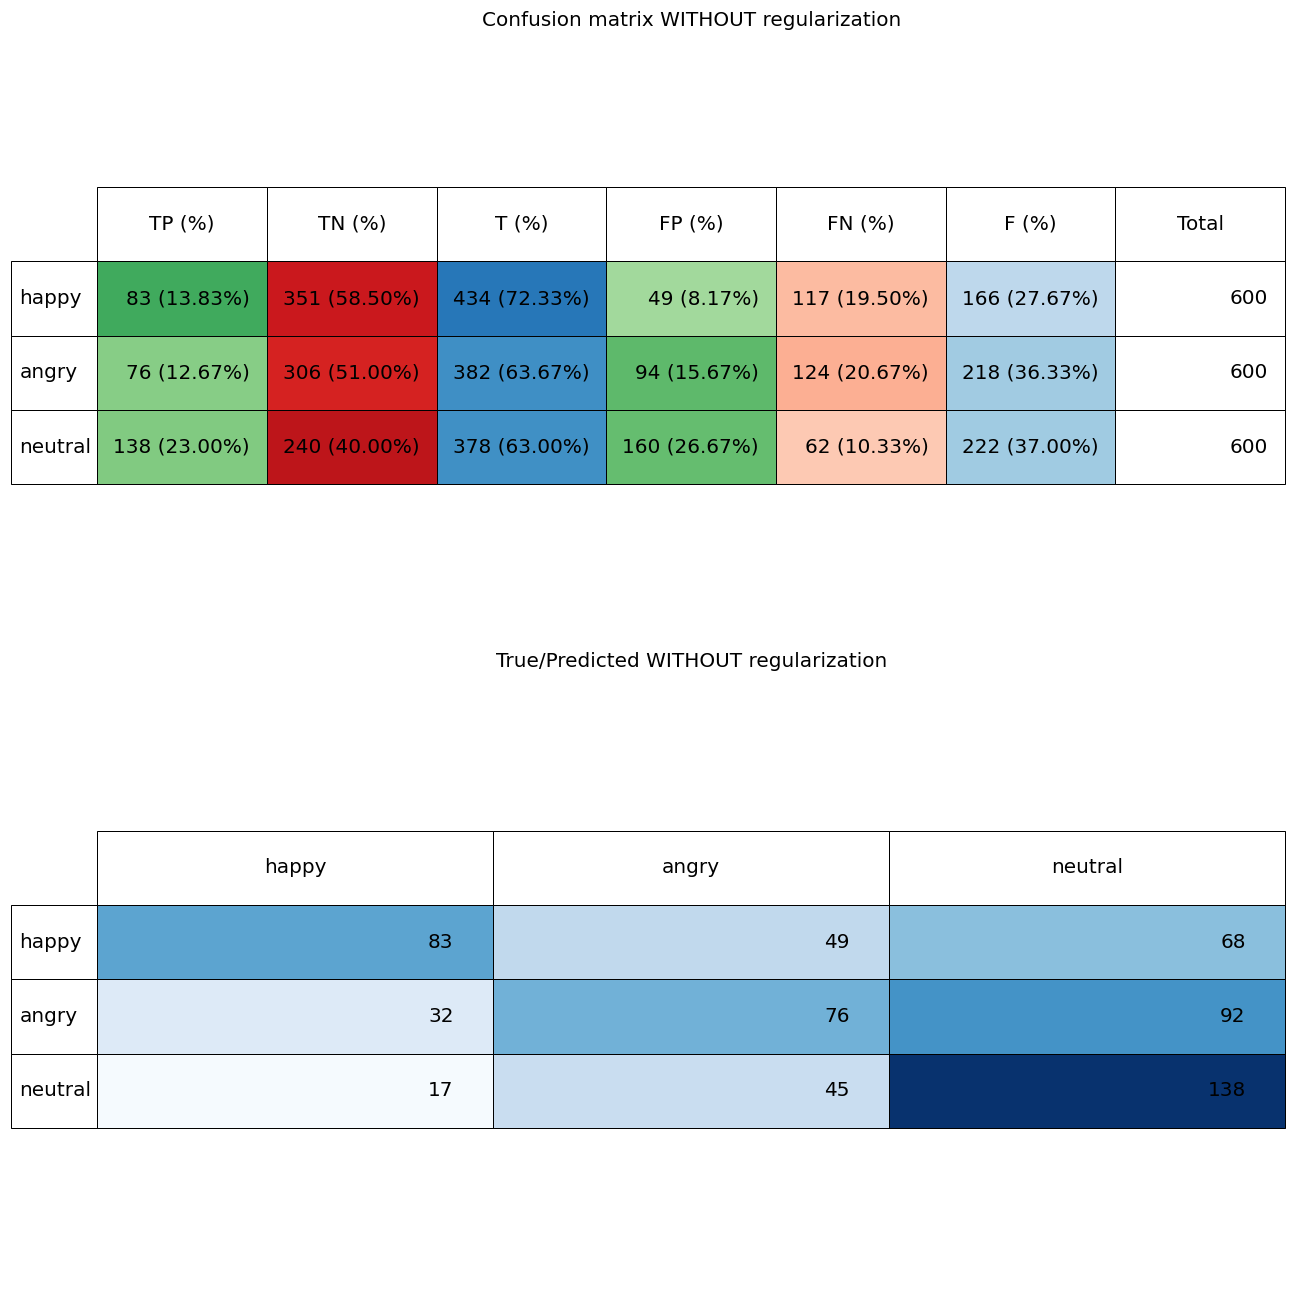 Confusion matrix WITHOUT regularization
TP (%) TN (%) T (%) FP (%) FN (%) F (%) Total
happy 83 (13.83%) 351 (58.50%) 434 (72.33%) 49 (8.17%) 117 (19.50%) 166 (27.67%) 600
angry 76 (12.67%) 306 (51.00%) 382 (63.67%) 94 (15.67%) 124 (20.67%) 218 (36.33%) 600
neutral 138 (23.00%) 240 (40.00%) 378 (63.00%) 160 (26.67%) 62 (10.33%) 222 (37.00%) 600
True/Predicted WITHOUT regularization
happy angry neutral
happy 83 49 68
angry 32 76 92
neutral 17 45 138